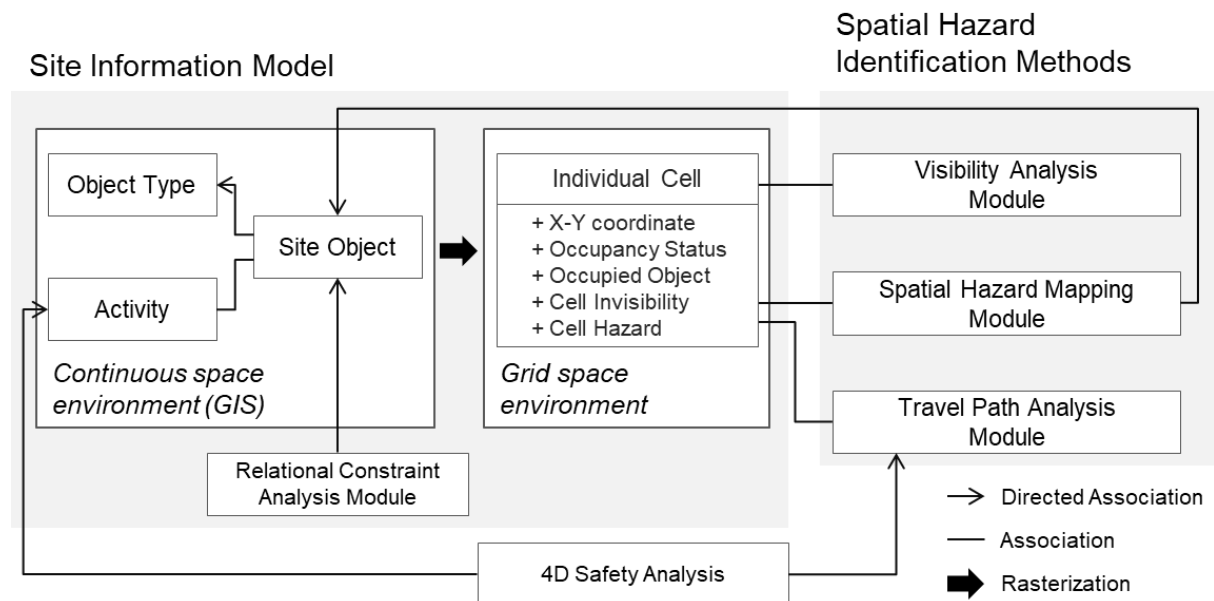 Site Information Model
Spatial Hazard
Identification Methods
Object Type
Site Object
Activity
Continuous space
environment (GIS)
Relational Constraint
Analysis Module
Individual Cell
+ X-Y coordinate
+ Occupancy Status
+ Occupied Object
+ Cell Invisibility
+ Cell Hazard
Grid space
environment
Visibility Analysis
Module
Spatial Hazard Mapping
Module
Travel Path Analysis
Module
4D Safety Analysis
Directed Association
Association
Rasterization